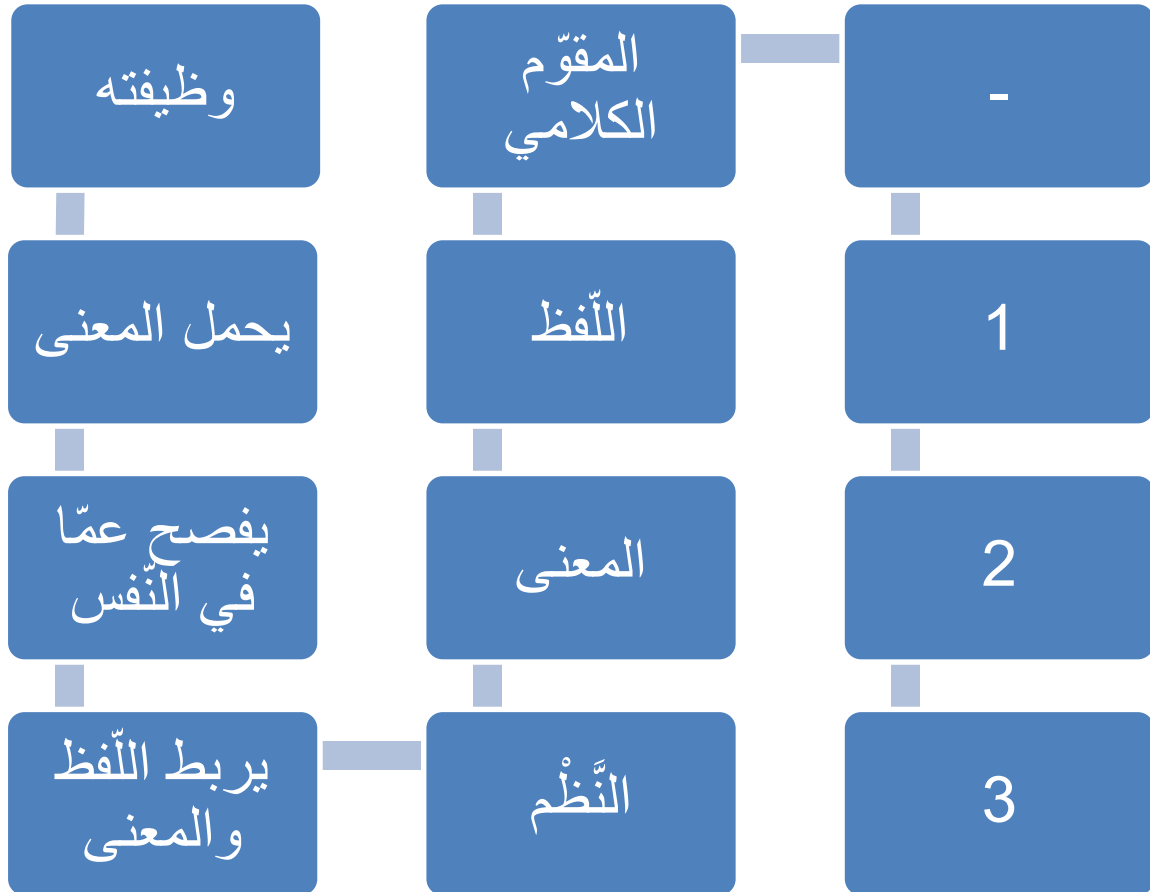 -
المقوّم
الكلامي
وظيفته
1
اللّفظ
يحمل المعنى
2
المعنى
يفصح عمّا
في النّفس
3
النَّظْم
يربط اللّفظ
والمعنى